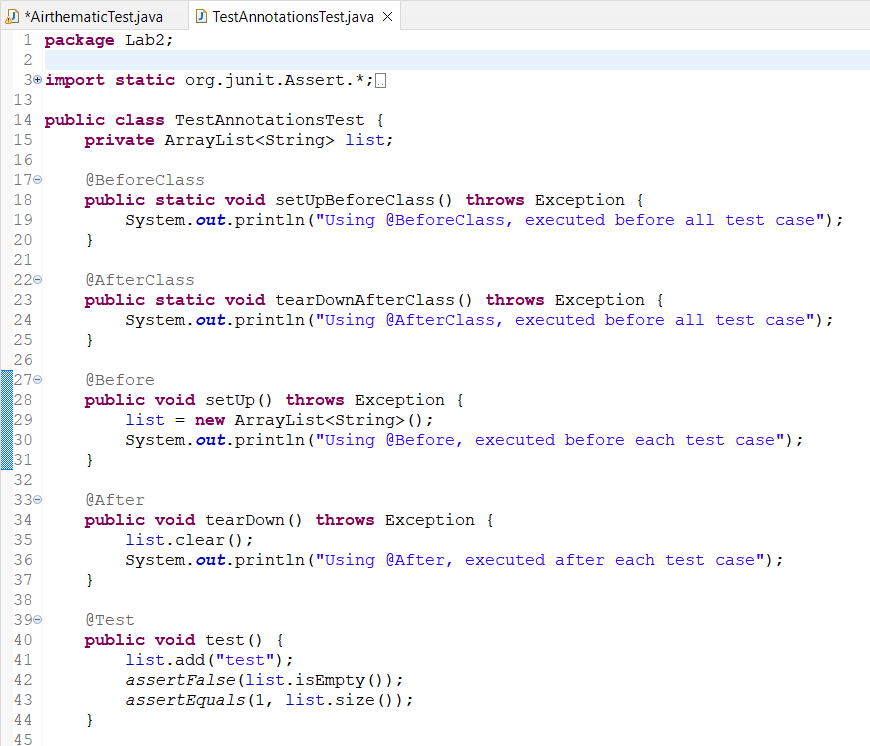 *AirthematicTest.java
TestAnnotationsTest.java
1 package Lab2;
2
3 import static org.junit.Assert.*;
13
14 public class TestAnnotationsTest {
15 private ArrayList<String> list;
16
17 @BeforeClass
18 public static void setUpBeforeClass() throws Exception {
19 System.out.println("Using @BeforeClass, executed before all test case");
20 }
21
22 @AfterClass
23 public static void tearDownAfterClass() throws Exception {
24 System.out.println("Using @AfterClass, executed before all test case");
25 }
26
27 @Before
28 public void setUp() throws Exception {
29 list = new ArrayList<String>();
30 System.out.println("Using @Before, executed before each test case");
31 }
32
33 @After
34 public void tearDown() throws Exception {
35 list.clear();
36 System.out.println("Using @After, executed after each test case");
37 }
38
39 @Test
40 public void test() {
41 list.add("test");
42 assertFalse(list.isEmpty());
43 assertEquals(1, list.size());
44 }
45